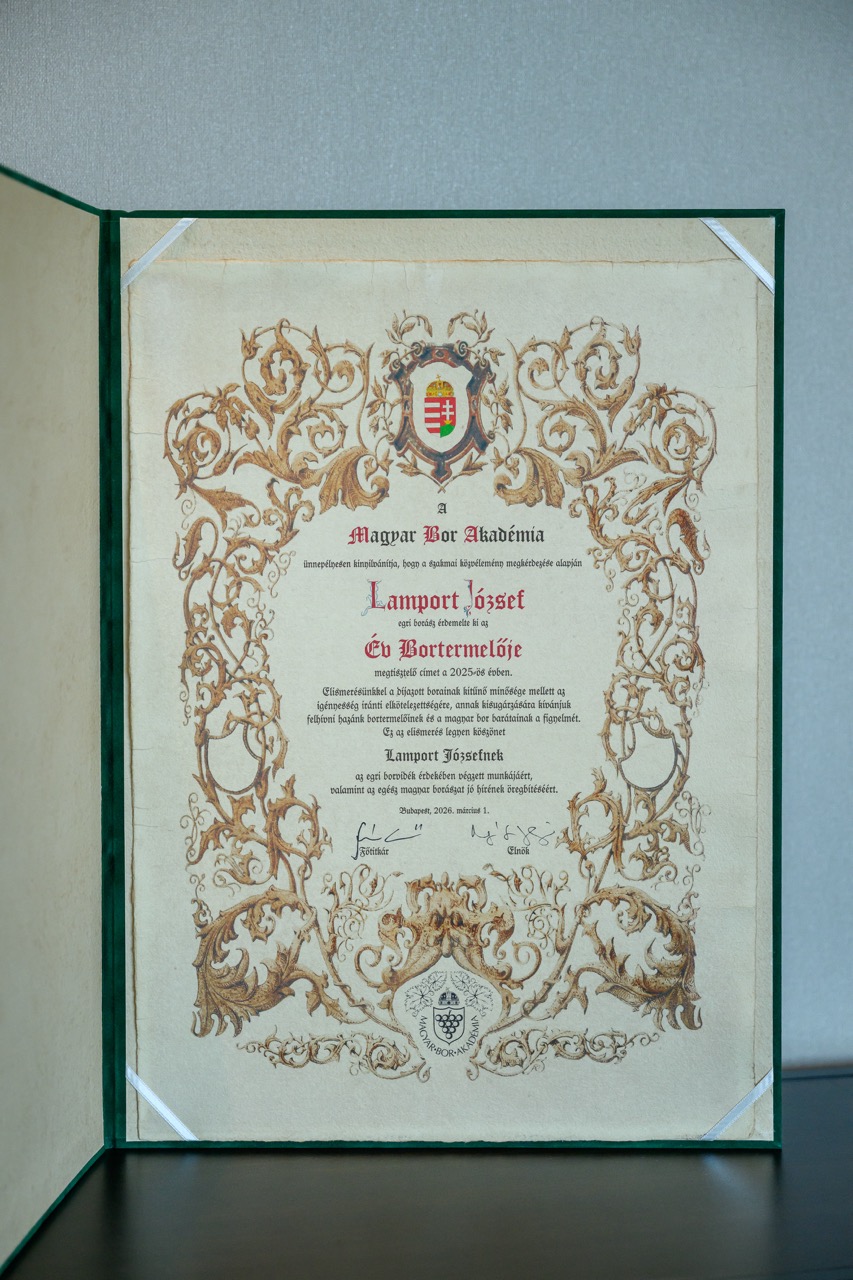 A
Magyar Bor Akadémia
ünnepélyesen kinyilvánítja, hogy a szakmai közvélemény megkérdezése alapján
Lamport József
egri borász érdemelte ki az
Év Bortermelője
megtisztelő címet a 2025-ös évben.
Elismerésünkkel a díjazott borainak kitűnő minősége mellett az
igényesség iránti elkötelezettségére, annak kisugárzására kívánjuk
felhívni hazánk bortermelőinek és a magyar bor barátainak a figyelmét.
Ez az elismerés legyen köszönet
Lamport Józsefnek
az egri borvidék érdekében végzett munkájáért,
valamint az egész magyar borászat jó hírének öregbítéséért.
Budapest, 2026. március 1.
Főtitkár Elnök
MAGYAR·BOR·AKADÉMIA